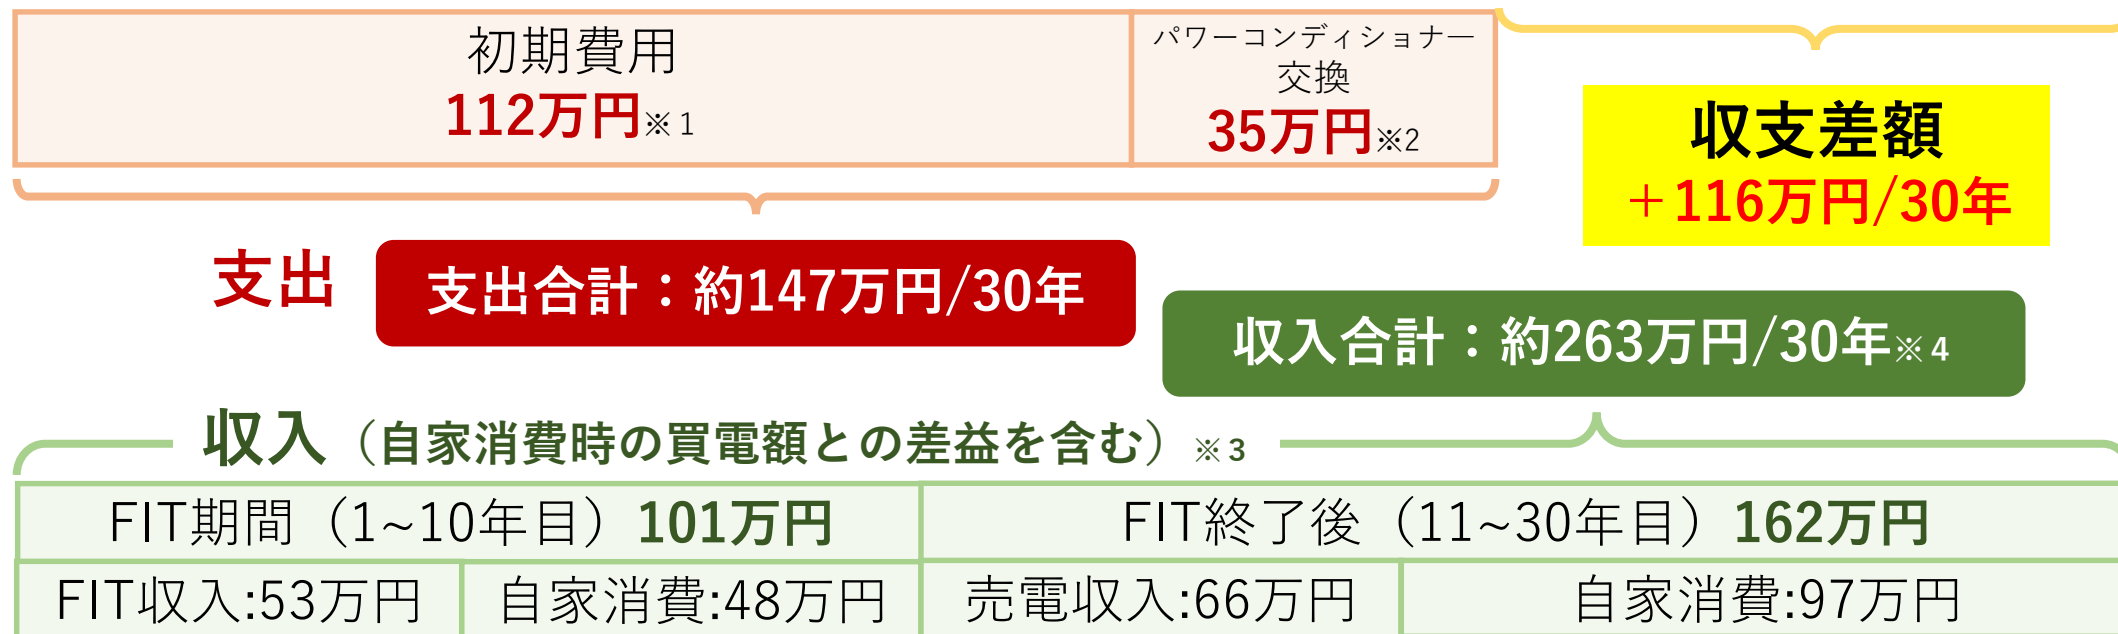 初期費用
112万円※1
パワーコンディショナー
交換
35万円※2
収支差額
＋116万円/30年
支出
支出合計：約147万円/30年
収入合計：約263万円/30年※4
収入（自家消費時の買電額との差益を含む）※3
FIT期間（1~10年目）101万円
FIT終了後（11~30年目）162万円
FIT収入:53万円
自家消費:48万円
売電収入:66万円
自家消費:97万円